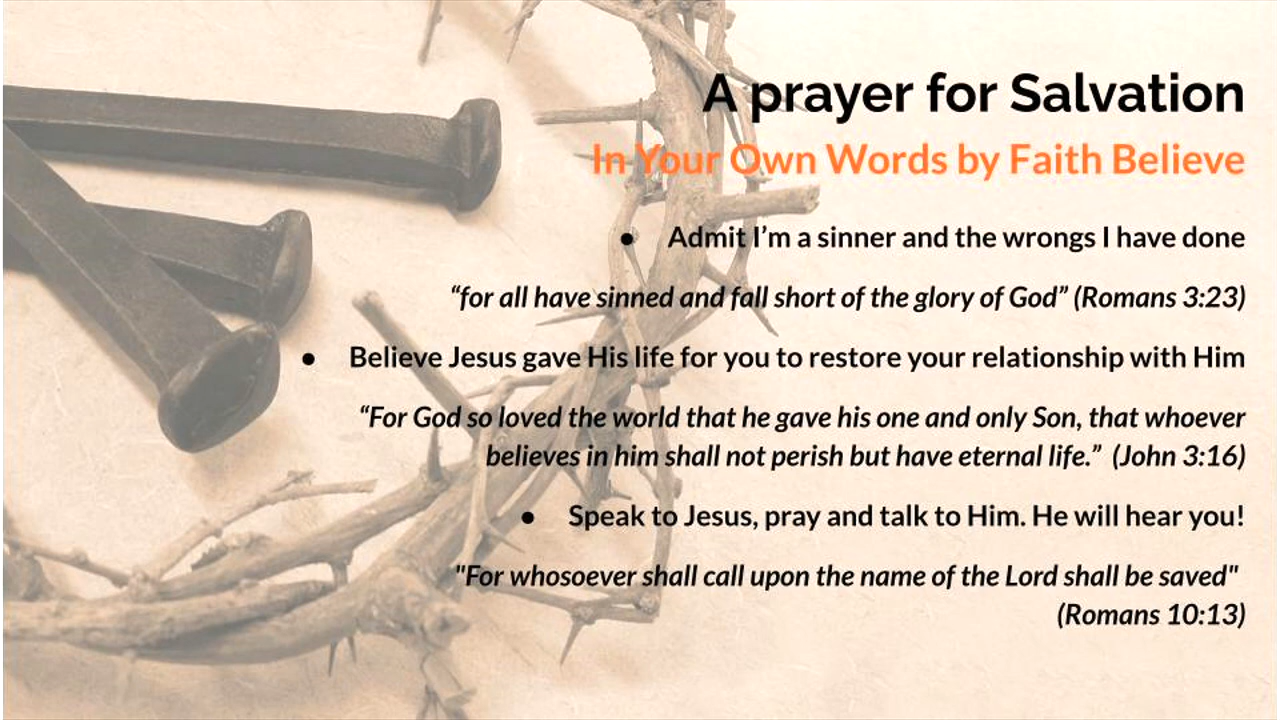 A prayer for Salvation
In Your Own Words by Faith Believe
● Admit I’m a sinner and the wrongs I have done
“for all have sinned and fall short of the glory of God” (Romans 3:23)
● Believe Jesus gave His life for you to restore your relationship with Him
“For God so loved the world that he gave his one and only Son, that whoever
believes in him shall not perish but have eternal life.” (John 3:16)
● Speak to Jesus, pray and talk to Him. He will hear you!
"For whosoever shall call upon the name of the Lord shall be saved"
(Romans 10:13)